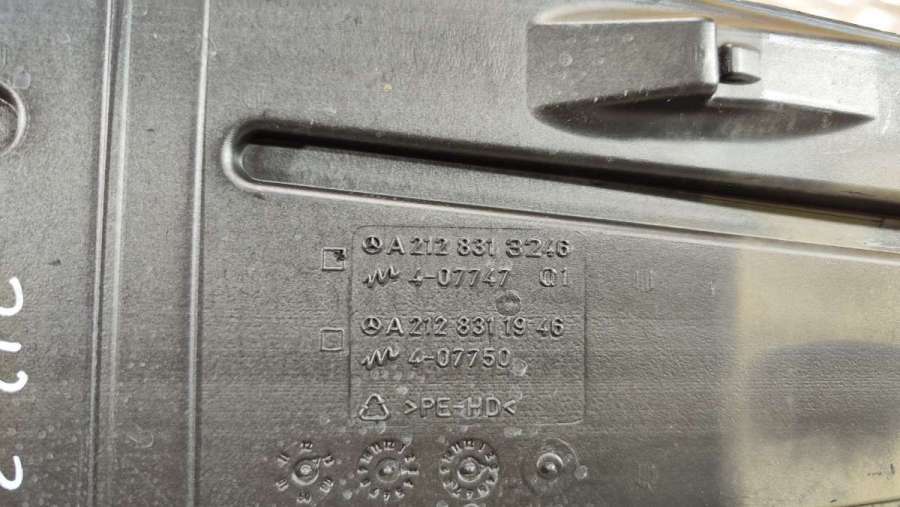 A 212 831 3246
4-07747 Q1
A 212 831 19 46
4-07750
>PE-HD<